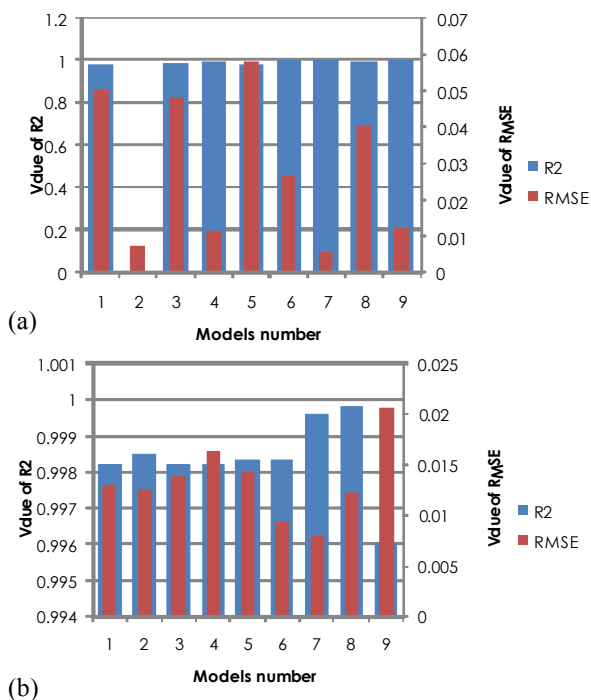 1.2
1
0.8
0.6
0.4
0.2
0
Vdue of R2
0.07
0.06
0.05
0.04
0.03
0.02
0.01
0
Vdue of RMSE
R2
RMSE
1 2 3 4 5 6 7 8 9
Models number
(a)
1.001
1
0.999
0.998
0.997
0.996
0.995
0.994
Vdue of R2
0.025
0.02
0.015
0.01
0.005
0
Vdue of RMSE
R2
RMSE
1 2 3 4 5 6 7 8 9
Models number
(b)